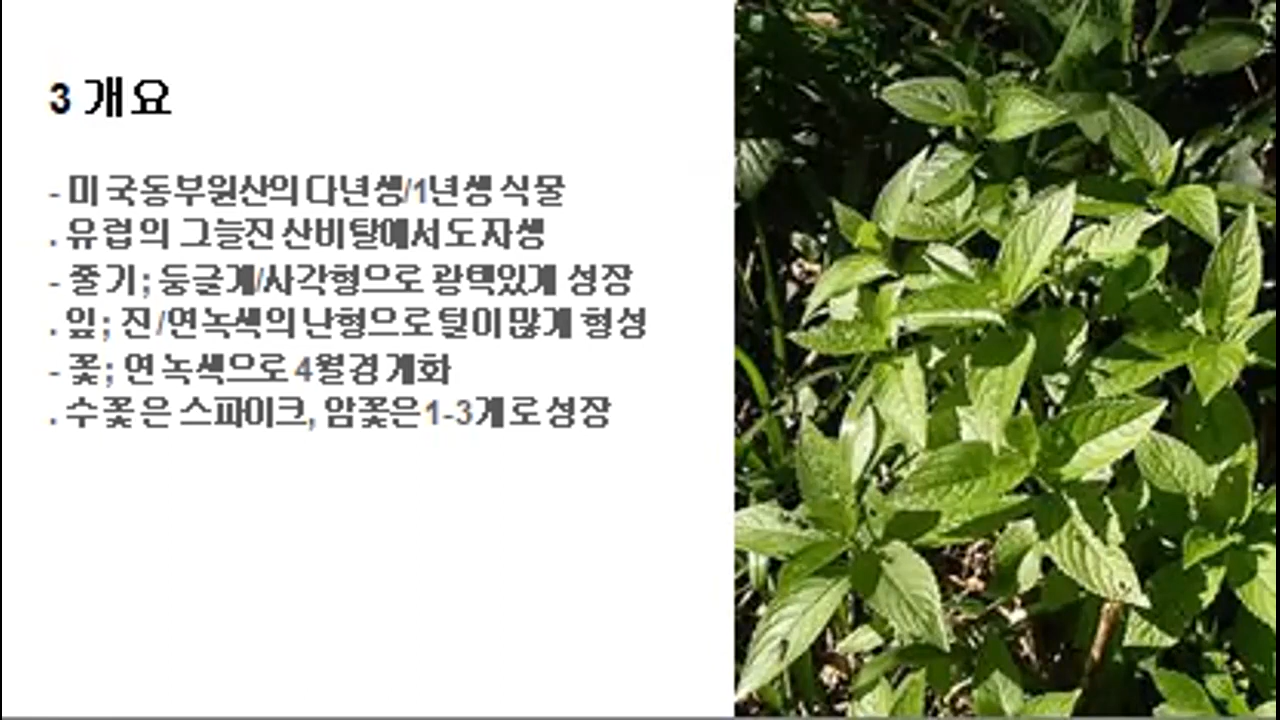 3 개요
- 미국동부원산의 다년생/1년생 식물
. 유럽의 그늘진 산비탈에서 도자생
- 줄기; 둥글게/사각형으로 광택있게 성장
. 잎; 진/연녹색의 난형으로 털이 많게 형성
- 꽃; 연녹색으로 4월경 개화
. 수꽃은 스파이크, 암꽃은 1-3개로 성장